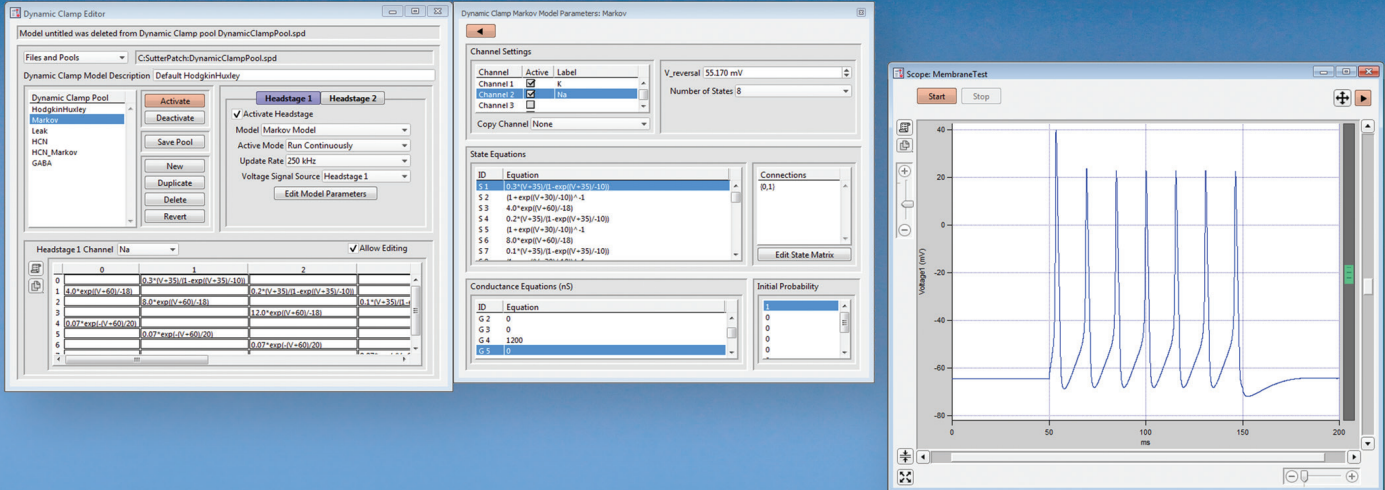 Dynamic Clamp Editor
Model untitled was deleted from Dynamic Clamp pool DynamicClampPool.spd
Files and Pools C:SutterPatch:DynamicClampPool.spd
Dynamic Clamp Model Description Default HodgkinHuxley
Dynamic Clamp Pool
HodgkinHuxley
Markov
Leak
HCN
HCN_Markov
GABA
Activate
Deactivate
Save Pool
New
Duplicate
Delete
Revert
Headstage 1 Headstage 2
Activate Headstage
Model Markov Model
Active Mode Run Continuously
Update Rate 250 kHz
Voltage Signal Source Headstage 1
Edit Model Parameters
Headstage 1 Channel Na Allow Editing
0 1 2
0 0.3*(V+35)/(1-exp((V+35)/-10))
1 4.0*exp((V+60)/-18) 0.2*(V+35)/(1-exp((V+35)/-10))
2 8.0*exp((V+60)/-18) 0.1*(V+35)/(1-e
3 12.0*exp((V+60)/-18)
4 0.07*exp(-(V+60)/20)
5 0.07*exp(-(V+60)/20)
6 0.07*exp(-(V+60)/20)
Dynamic Clamp Markov Model Parameters: Markov
Channel Settings
Channel Active Label
Channel 1 K
Channel 2 Na
Channel 3
Copy Channel None
V_reversal 55.170 mV
Number of States 8
State Equations
ID Equation
S 1 0.3*(V+35)/(1-exp((V+35)/-10))
S 2 (1+exp((V+30)/-10))^-1
S 3 4.0*exp((V+60)/-18)
S 4 0.2*(V+35)/(1-exp((V+35)/-10))
S 5 (1+exp((V+30)/-10))^-1
S 6 8.0*exp((V+60)/-18)
S 7 0.1*(V+35)/(1-exp((V+35)/-10))
Connections
(0,1)
Edit State Matrix
Conductance Equations (nS)
ID Equation
G 2 0
G 3 0
G 4 1200
G 5 0
Initial Probability
1
0
0
0
0
Scope: MembraneTest
Start Stop
Voltage1 (mV)
40
0
-20
-40
-60
-80
0 50 100 150 200
ms